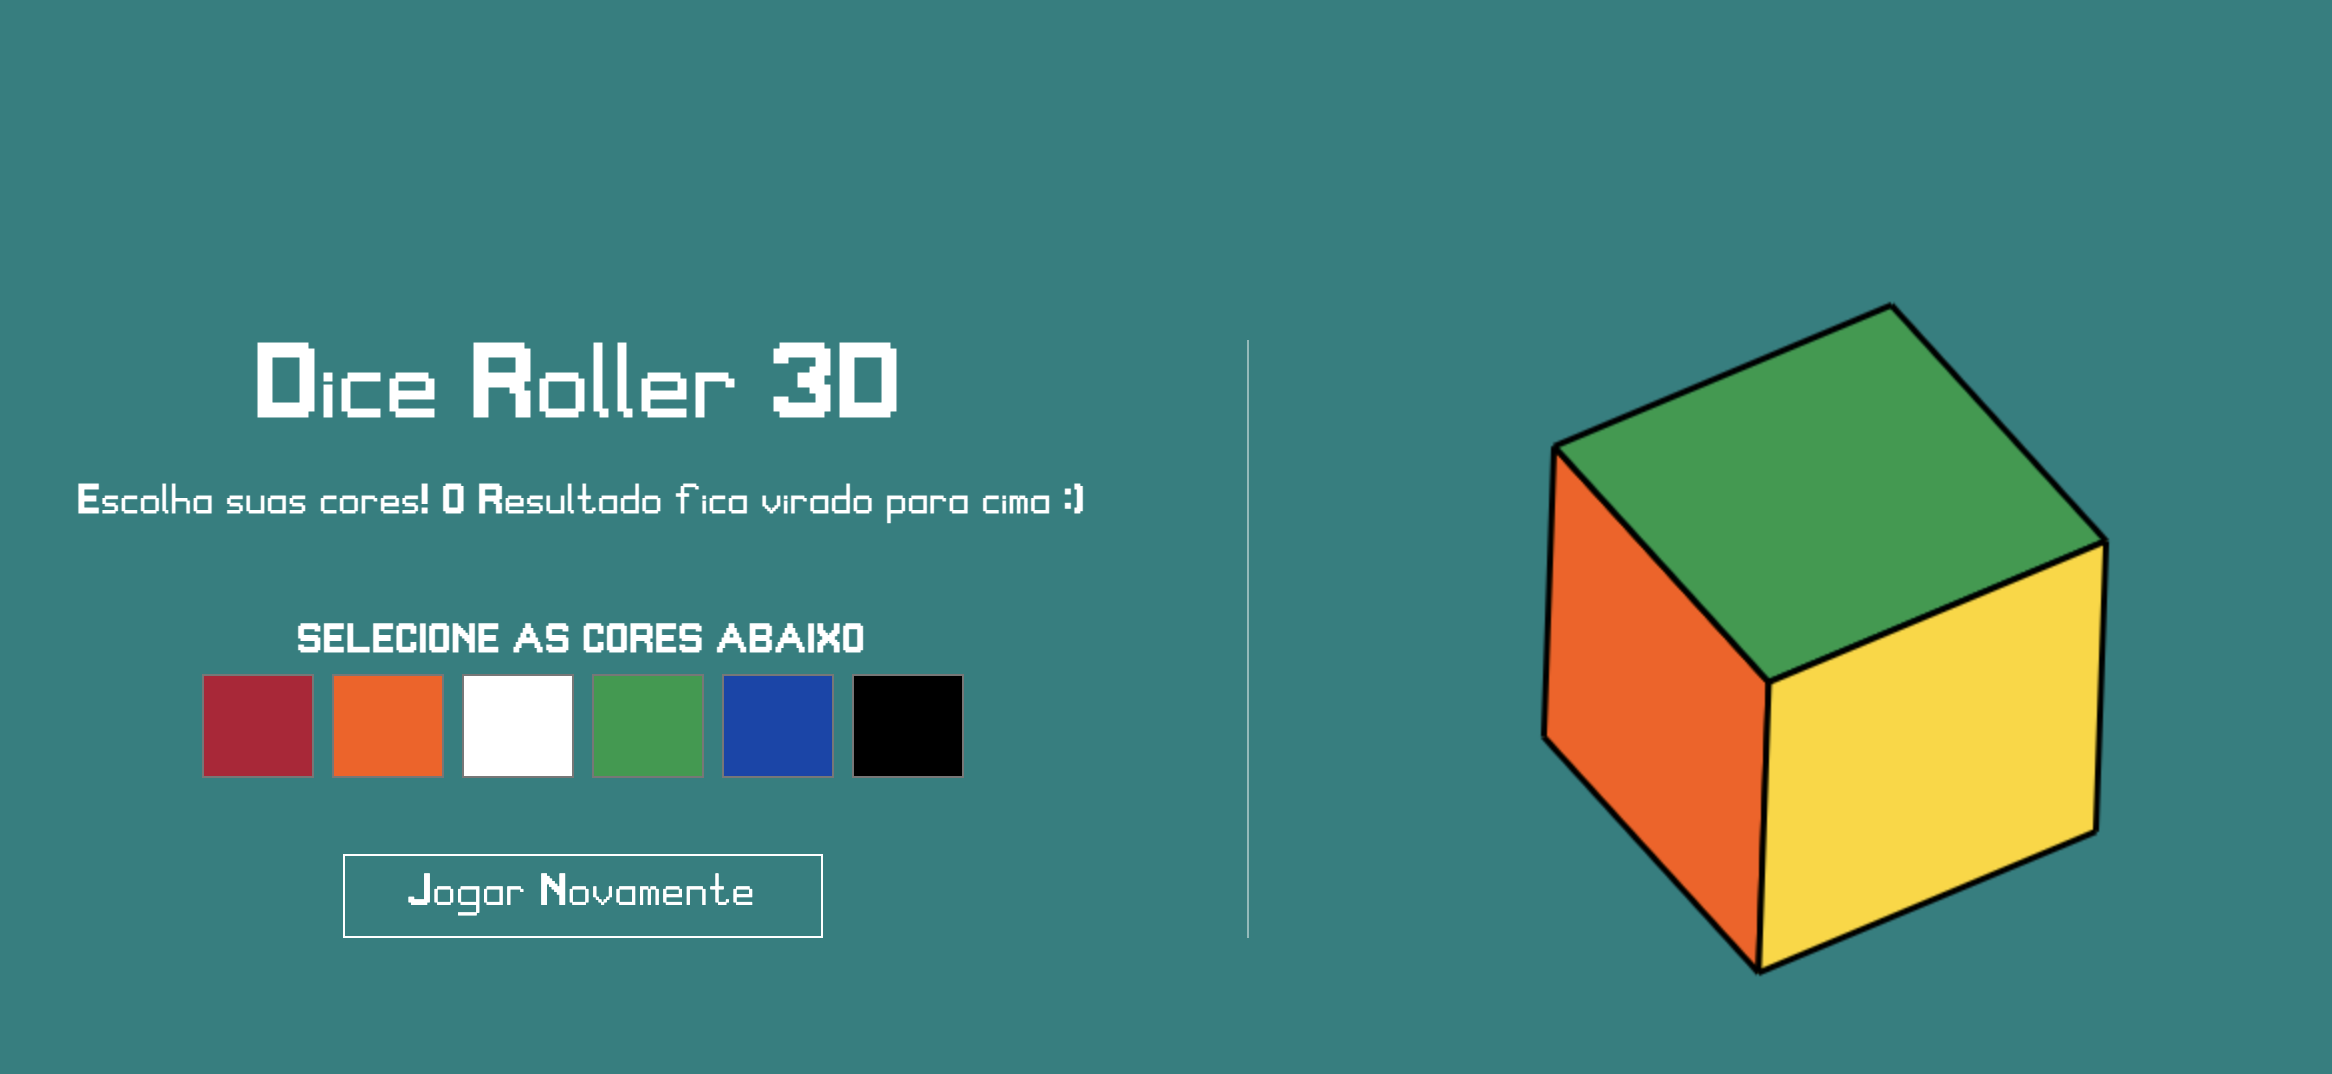 Dice Roller 3D
Escolha suas cores! O Resultado fica virado para cima :)
SELECIONE AS CORES ABAIXO
Jogar Novamente